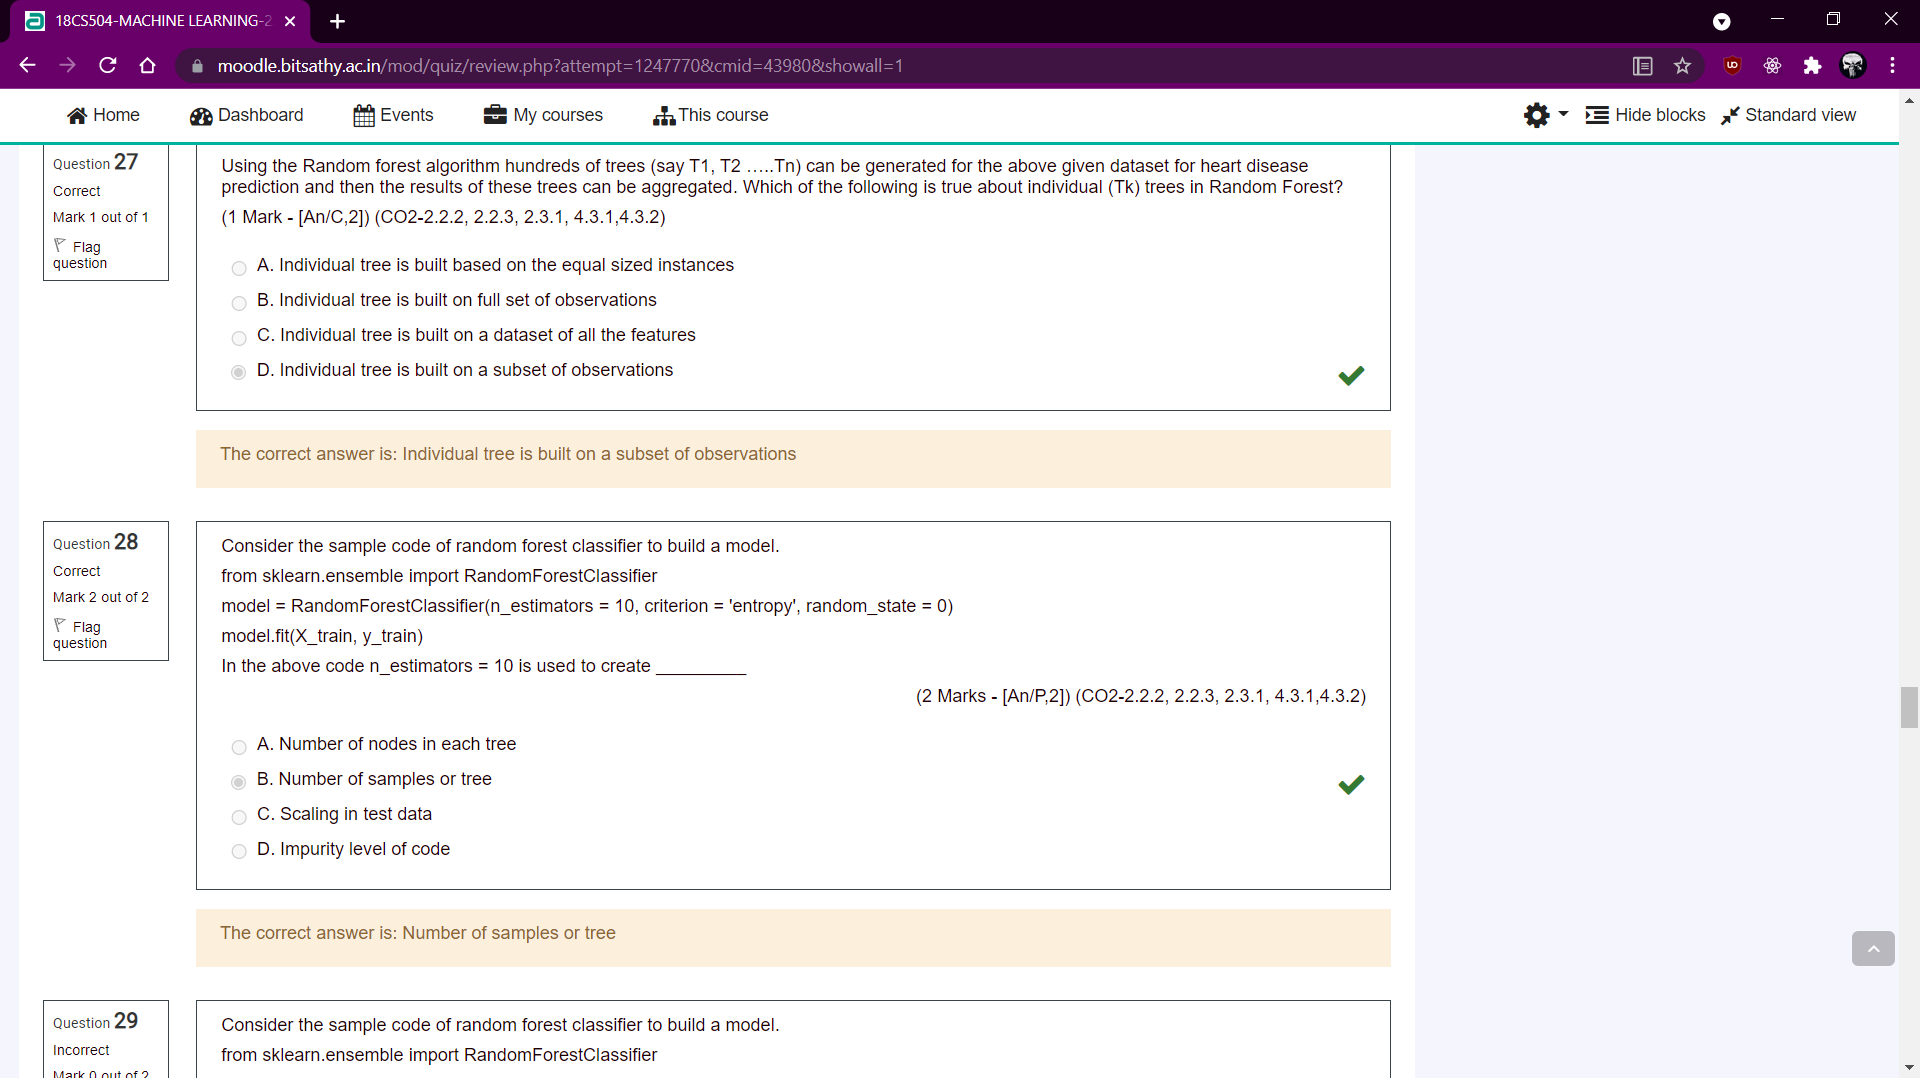 18CS504-MACHINE LEARNING-2
moodle.bitsathy.ac.in/mod/quiz/review.php?attempt=1247770&cmid=43980&showall=1
Home Dashboard Events My courses This course Hide blocks Standard view
Question 27
Correct
Mark 1 out of 1
Flag question
Using the Random forest algorithm hundreds of trees (say T1, T2 …..Tn) can be generated for the above given dataset for heart disease
prediction and then the results of these trees can be aggregated. Which of the following is true about individual (Tk) trees in Random Forest?
(1 Mark - [An/C,2]) (CO2-2.2.2, 2.2.3, 2.3.1, 4.3.1,4.3.2)
A. Individual tree is built based on the equal sized instances
B. Individual tree is built on full set of observations
C. Individual tree is built on a dataset of all the features
D. Individual tree is built on a subset of observations
The correct answer is: Individual tree is built on a subset of observations
Question 28
Correct
Mark 2 out of 2
Flag question
Consider the sample code of random forest classifier to build a model.
from sklearn.ensemble import RandomForestClassifier
model = RandomForestClassifier(n_estimators = 10, criterion = 'entropy', random_state = 0)
model.fit(X_train, y_train)
In the above code n_estimators = 10 is used to create _________
(2 Marks - [An/P,2]) (CO2-2.2.2, 2.2.3, 2.3.1, 4.3.1,4.3.2)
A. Number of nodes in each tree
B. Number of samples or tree
C. Scaling in test data
D. Impurity level of code
The correct answer is: Number of samples or tree
Question 29
Incorrect
Mark 0 out of 2
Consider the sample code of random forest classifier to build a model.
from sklearn.ensemble import RandomForestClassifier